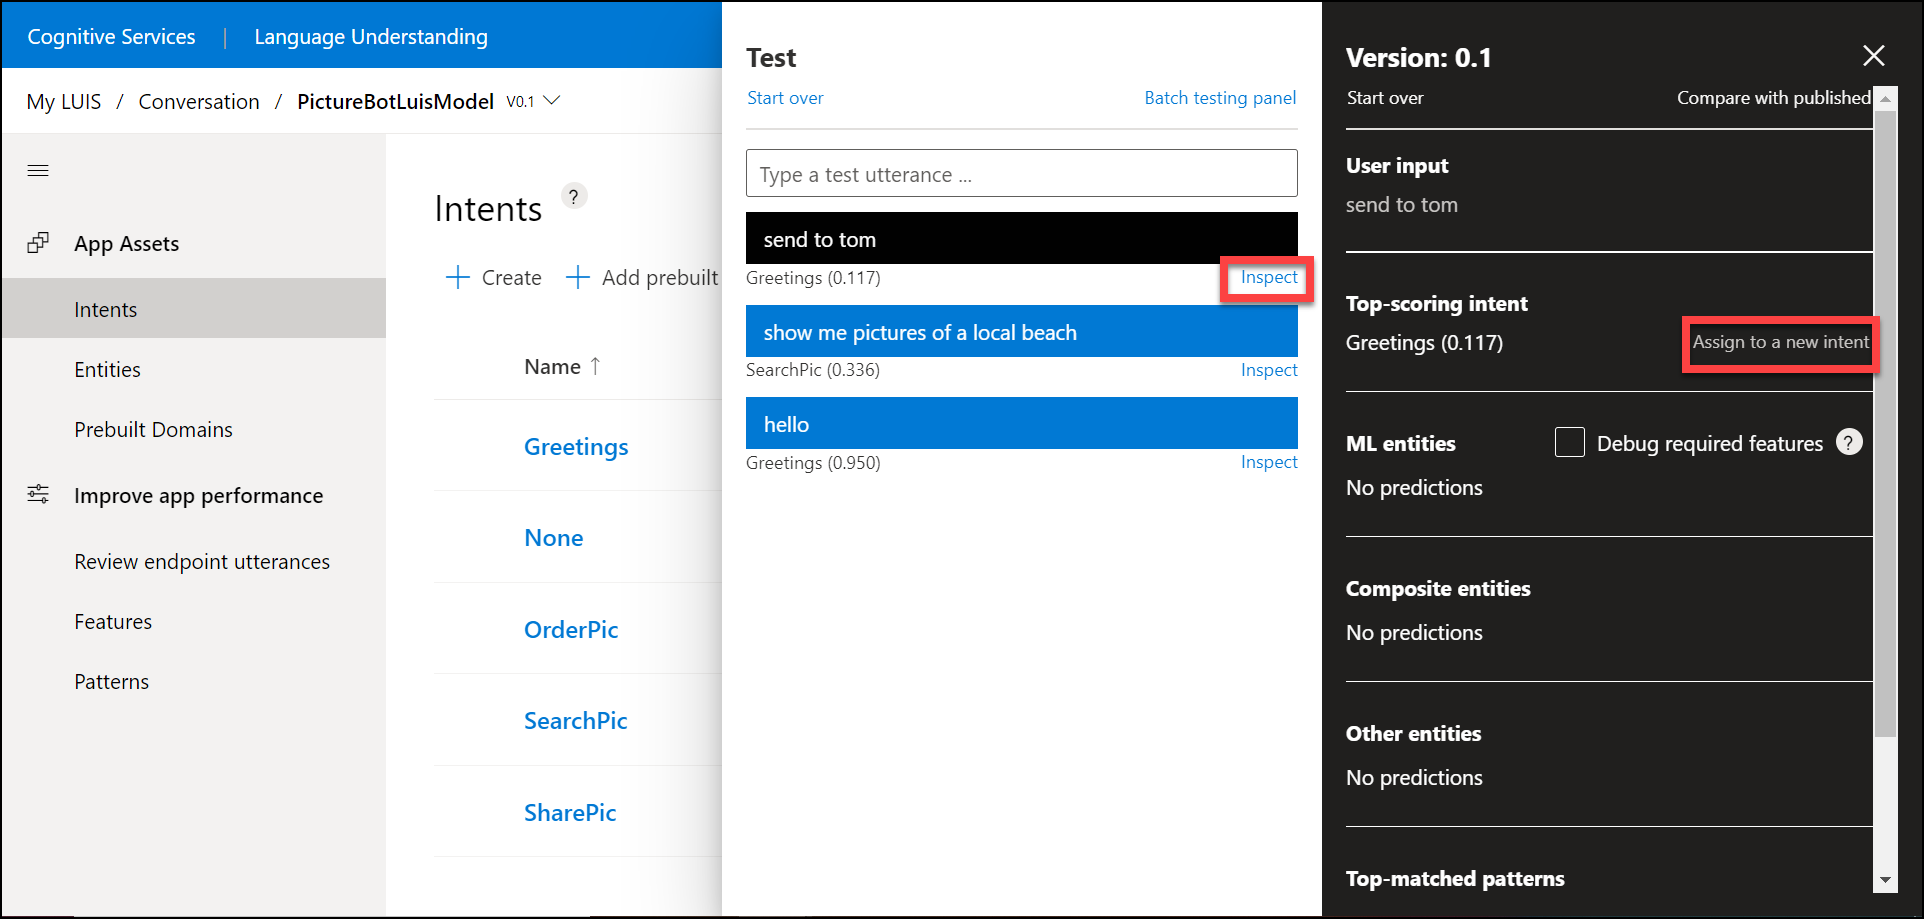 Cognitive Services | Language Understanding
My LUIS / Conversation / PictureBotLuisModel V0.1
App Assets
Intents
Entities
Prebuilt Domains
Improve app performance
Review endpoint utterances
Features
Patterns
Intents ?
+ Create + Add prebuilt
Name ↑
Greetings
None
OrderPic
SearchPic
SharePic
Test
Start over Batch testing panel
Type a test utterance ...
send to tom
Greetings (0.117) Inspect
show me pictures of a local beach
SearchPic (0.336) Inspect
hello
Greetings (0.950) Inspect
Version: 0.1
Start over Compare with published
User input
send to tom
Top-scoring intent
Greetings (0.117) Assign to a new intent
ML entities Debug required features ?
No predictions
Composite entities
No predictions
Other entities
No predictions
Top-matched patterns